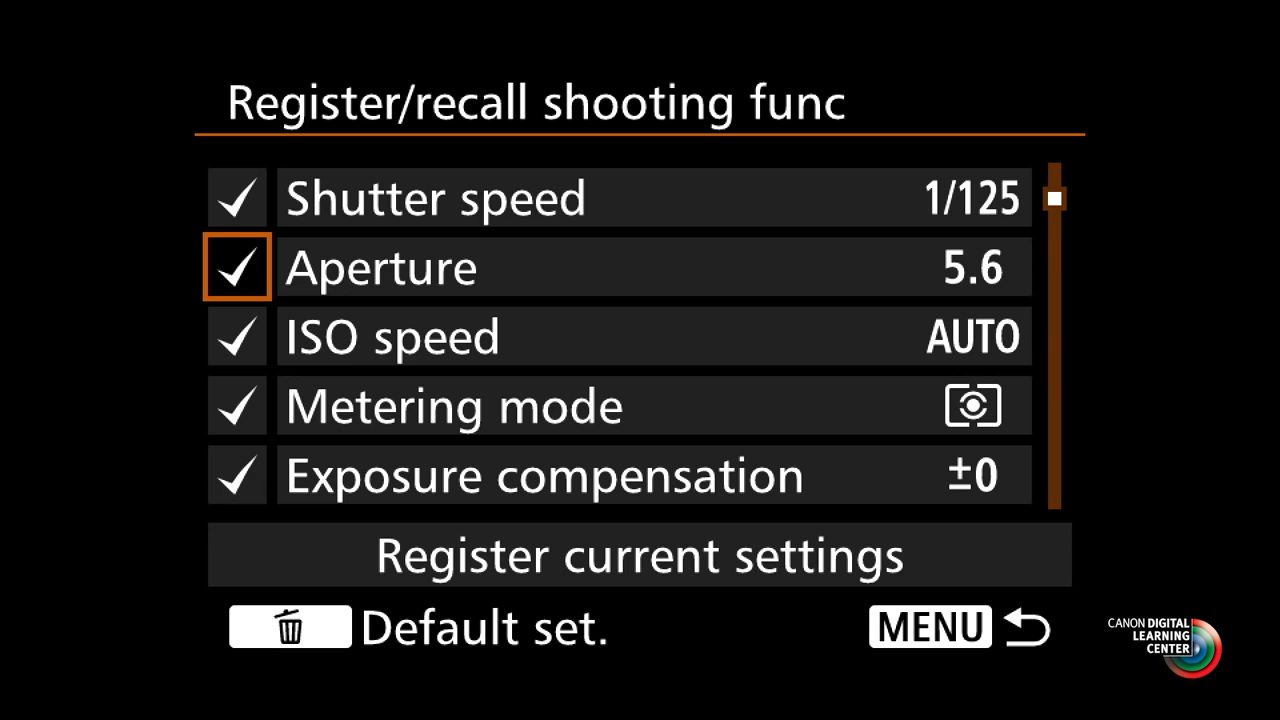 Register/recall shooting func
Shutter speed 1/125
Aperture 5.6
ISO speed AUTO
Metering mode
Exposure compensation ±0
Register current settings
Default set. MENU
CANON DIGITAL
LEARNING
CENTER